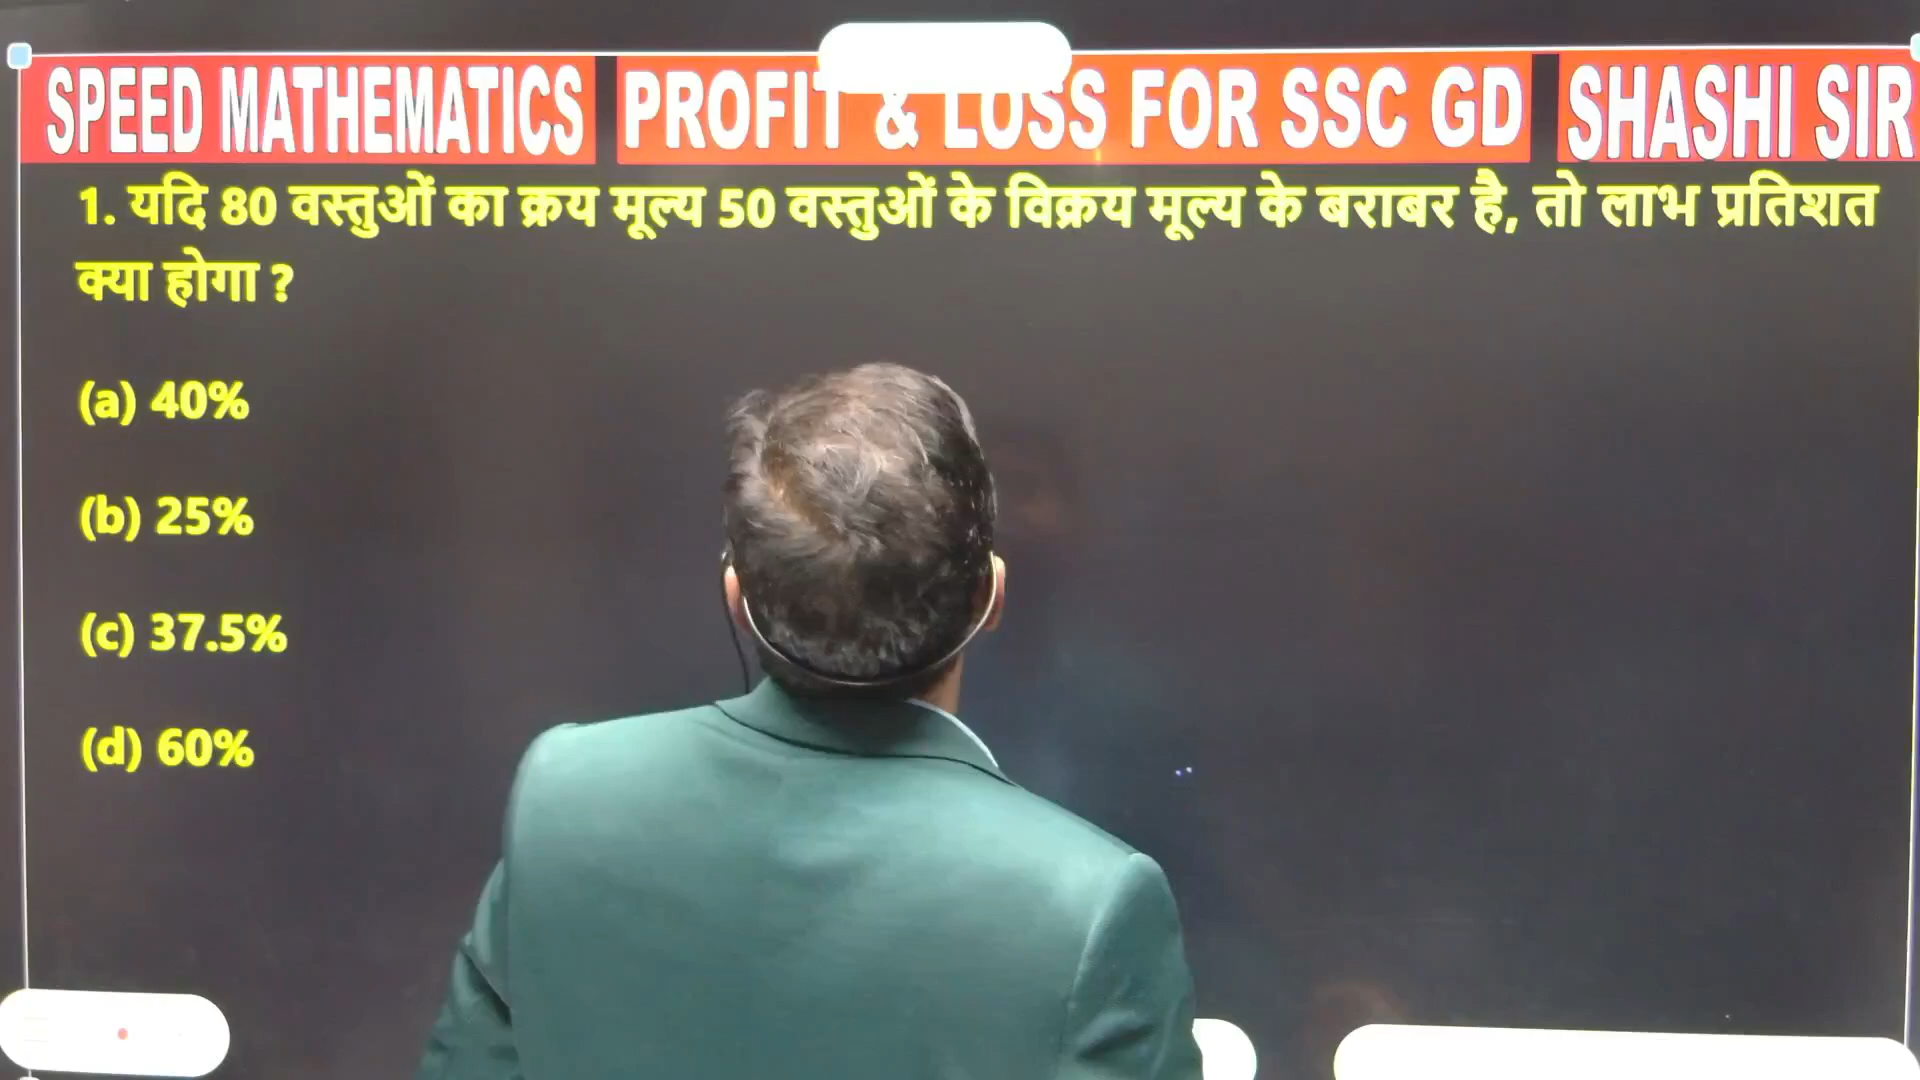 SPEED MATHEMATICS PROFIT & LOSS FOR SSC GD SHASHI SIR
1. यदि 80 वस्तुओं का क्रय मूल्य 50 वस्तुओं के विक्रय मूल्य के बराबर है, तो लाभ प्रतिशत
क्या होगा ?
(a) 40%
(b) 25%
(c) 37.5%
(d) 60%